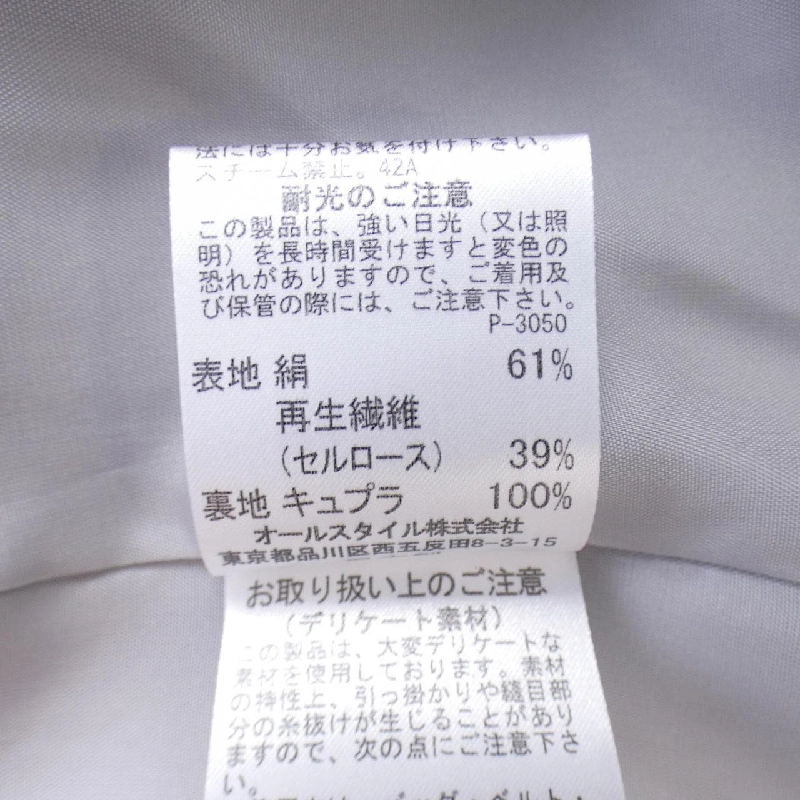 法には十分お気を付け下さい。
スチーム禁止。42A
耐光のご注意
この製品は、強い日光（又は照
明）を長時間受けますと変色の
恐れがありますので、ご着用及
び保管の際には、ご注意下さい。
P-3050
表地 絹 61%
再生繊維
（セルロース） 39%
裏地 キュプラ 100%
オールスタイル株式会社
東京都品川区西五反田8-3-15
お取り扱い上のご注意
（デリケート素材）
この製品は、大変デリケートな
素材を使用しております。素材
の特性上、引っ掛かりや縫目部
分の糸抜けが生じることがあり
ますので、次の点にご注意下さ
い。
ベルト・